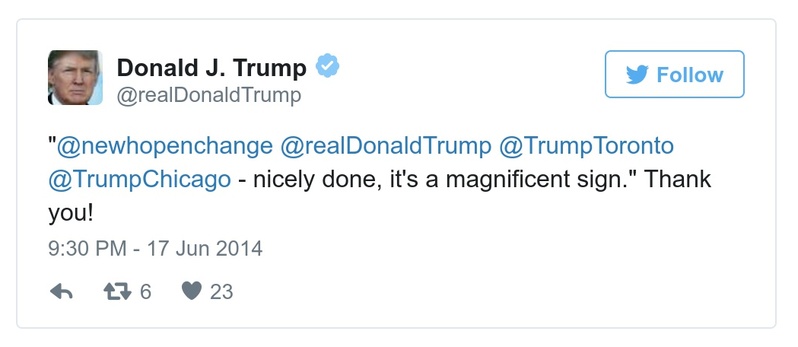 Donald J. Trump
@realDonaldTrump
Follow
"@newhopenchange @realDonaldTrump @TrumpToronto
@TrumpChicago - nicely done, it's a magnificent sign." Thank
you!
9:30 PM - 17 Jun 2014
6
23